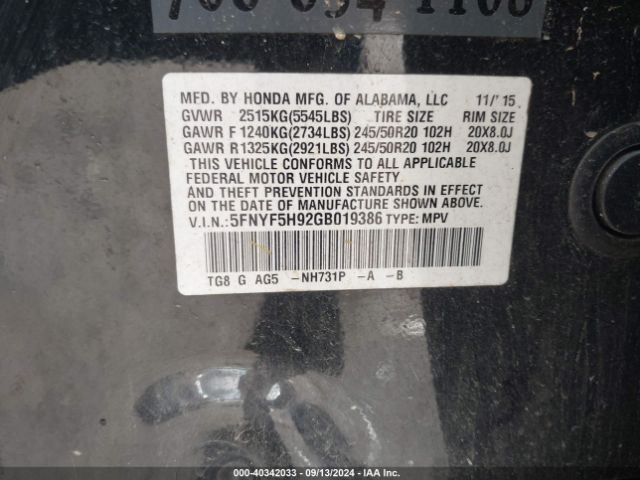 MFD. BY HONDA MFG. OF ALABAMA, LLC 11/'15
GVWR 2515KG(5545LBS) TIRE SIZE RIM SIZE
GAWR F 1240KG(2734LBS) 245/50R20 102H 20X8.0J
GAWR R1325KG(2921LBS) 245/50R20 102H 20X8.0J
THIS VEHICLE CONFORMS TO ALL APPLICABLE
FEDERAL MOTOR VEHICLE SAFETY
AND THEFT PREVENTION STANDARDS IN EFFECT
ON THE DATE OF MANUFACTURE SHOWN ABOVE.
V.I.N.:5FNYF5H92GB019386 TYPE: MPV
TG8 G AG5 -NH731P -A -B
000-40342033 - 09/13/2024 - IAA Inc.